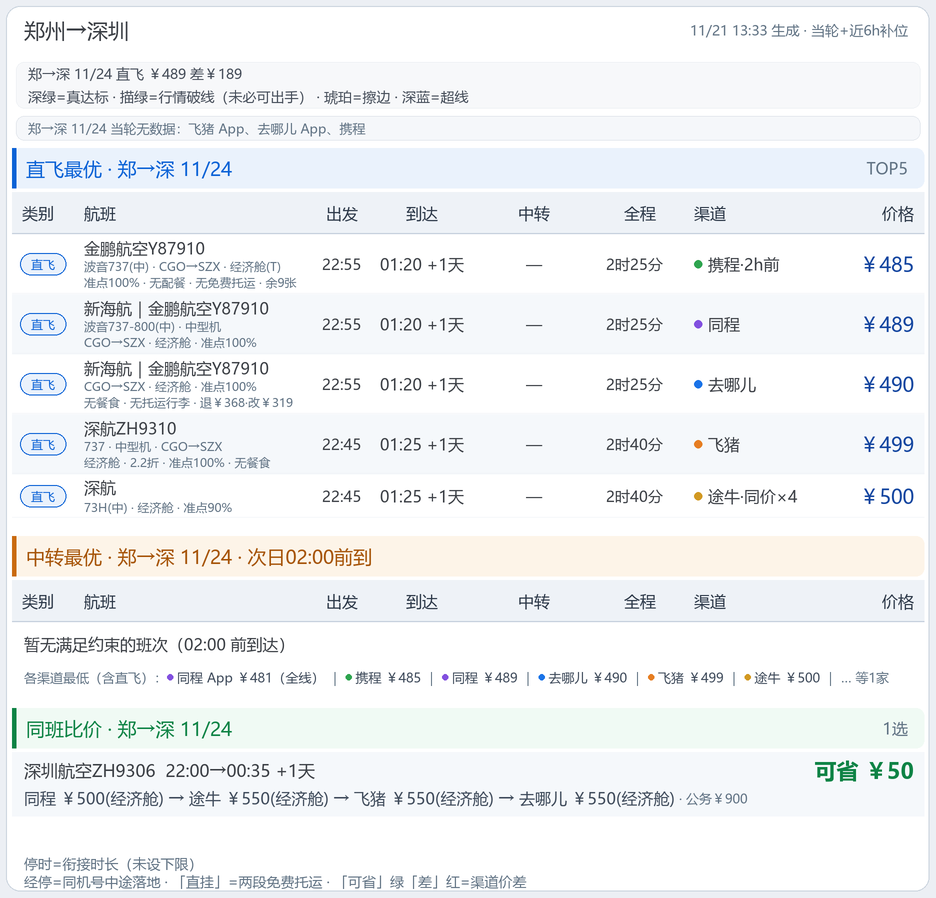 郑州→深圳
11/21 13:33 生成 · 当轮+近6h补位
郑→深 11/24 直飞 ￥489 差￥189
深绿=真达标 · 描绿=行情破线（未必可出手） · 琥珀=擦边 · 深蓝=超线
郑→深 11/24 当轮无数据：飞猪 App、去哪儿 App、携程
直飞最优 · 郑→深 11/24 TOP5
类别 航班 出发 到达 中转 全程 渠道 价格
金鹏航空Y87910
直飞 波音737(中) · CGO→SZX · 经济舱(T) 22:55 01:20 +1天 — 2时25分 携程·2h前 ￥485
准点100% · 无配餐 · 无免费托运 · 余9张
新海航｜金鹏航空Y87910
直飞 波音737-800(中) · 中型机 22:55 01:20 +1天 — 2时25分 同程 ￥489
CGO→SZX · 经济舱 · 准点100%
新海航｜金鹏航空Y87910
直飞 CGO→SZX · 经济舱 · 准点100% 22:55 01:20 +1天 — 2时25分 去哪儿 ￥490
无餐食 · 无托运行李 · 退￥368·改￥319
深航ZH9310
直飞 737 · 中型机 · CGO→SZX 22:45 01:25 +1天 — 2时40分 飞猪 ￥499
经济舱 · 2.2折 · 准点100% · 无餐食
深航
直飞 73H(中) · 经济舱 · 准点90% 22:45 01:25 +1天 — 2时40分 途牛·同价×4 ￥500
中转最优 · 郑→深 11/24 · 次日02:00前到
类别 航班 出发 到达 中转 全程 渠道 价格
暂无满足约束的班次（02:00 前到达）
各渠道最低（含直飞）: 同程 App ￥481（全线） | 携程 ￥485 | 同程 ￥489 | 去哪儿 ￥490 | 飞猪 ￥499 | 途牛 ￥500 | ... 等1家
同班比价 · 郑→深 11/24 1选
深圳航空ZH9306 22:00→00:35 +1天 可省 ￥50
同程 ￥500(经济舱) → 途牛 ￥550(经济舱) → 飞猪 ￥550(经济舱) → 去哪儿 ￥550(经济舱) · 公务￥900
停时=衔接时长（未设下限）
经停=同机号中途落地 · 「直挂」=两段免费托运 · 「可省」绿「差」红=渠道价差